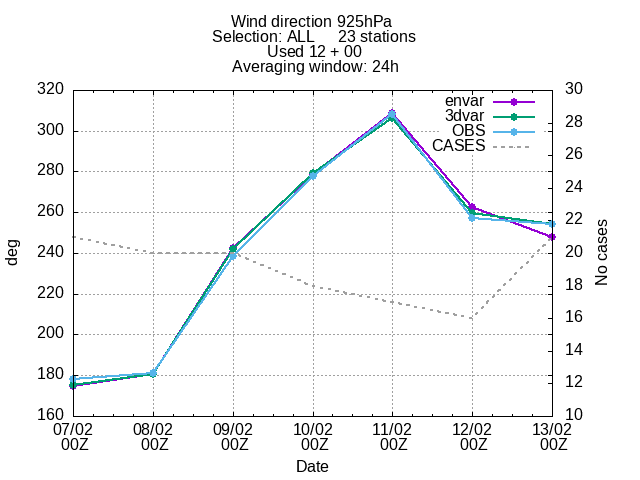 Wind direction 925hPa
Selection: ALL 23 stations
Used 12 + 00
Averaging window: 24h
320 30
300 28
280 26
260 24
240 22
220 20
200 18
180 16
160 14
12
10
envar
3dvar
OBS
CASES
deg
No cases
07/02 08/02 09/02 10/02 11/02 12/02 13/02
00Z 00Z 00Z 00Z 00Z 00Z 00Z
Date